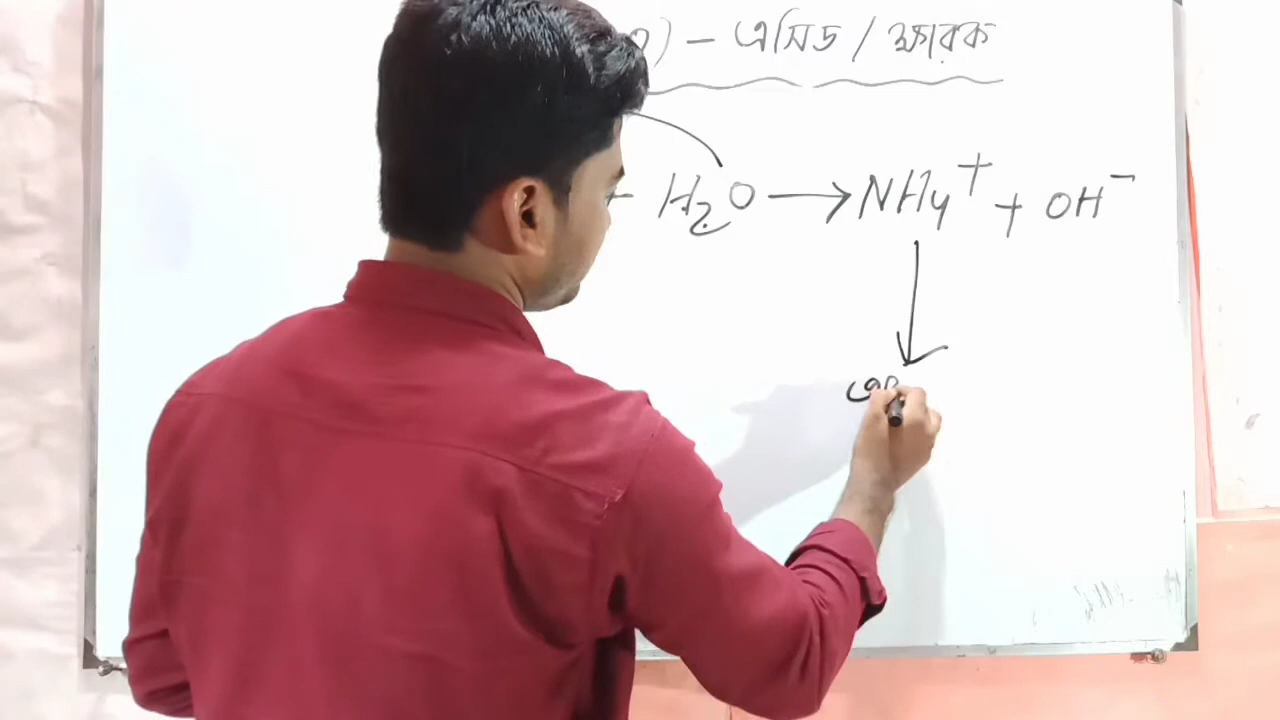 ) – এসিড / ক্ষারক
H₂O ⟶ NH₄⁺ + OH⁻